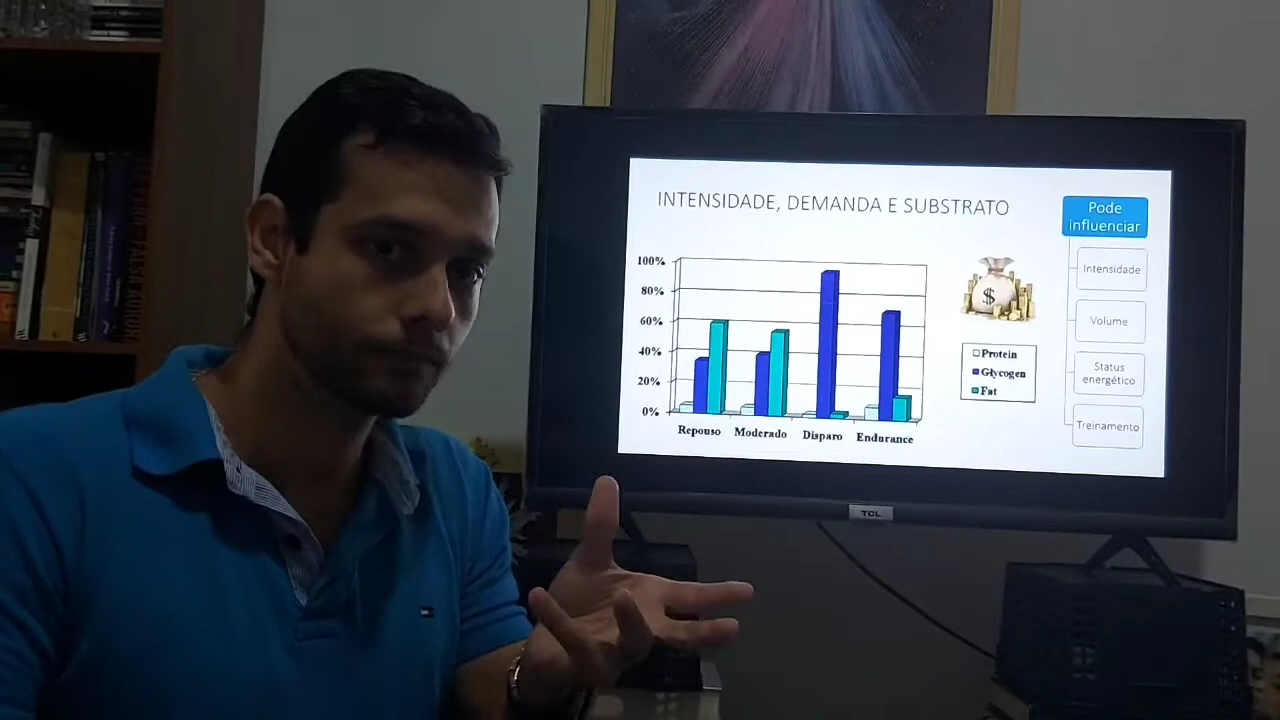 INTENSIDADE, DEMANDA E SUBSTRATO
Pode
influenciar
Intensidade
Volume
Status
energético
Treinamento
100%
80%
60%
40%
20%
0%
Repouso Moderado Disparo Endurance
$
Protein
Glycogen
Fat
TCL